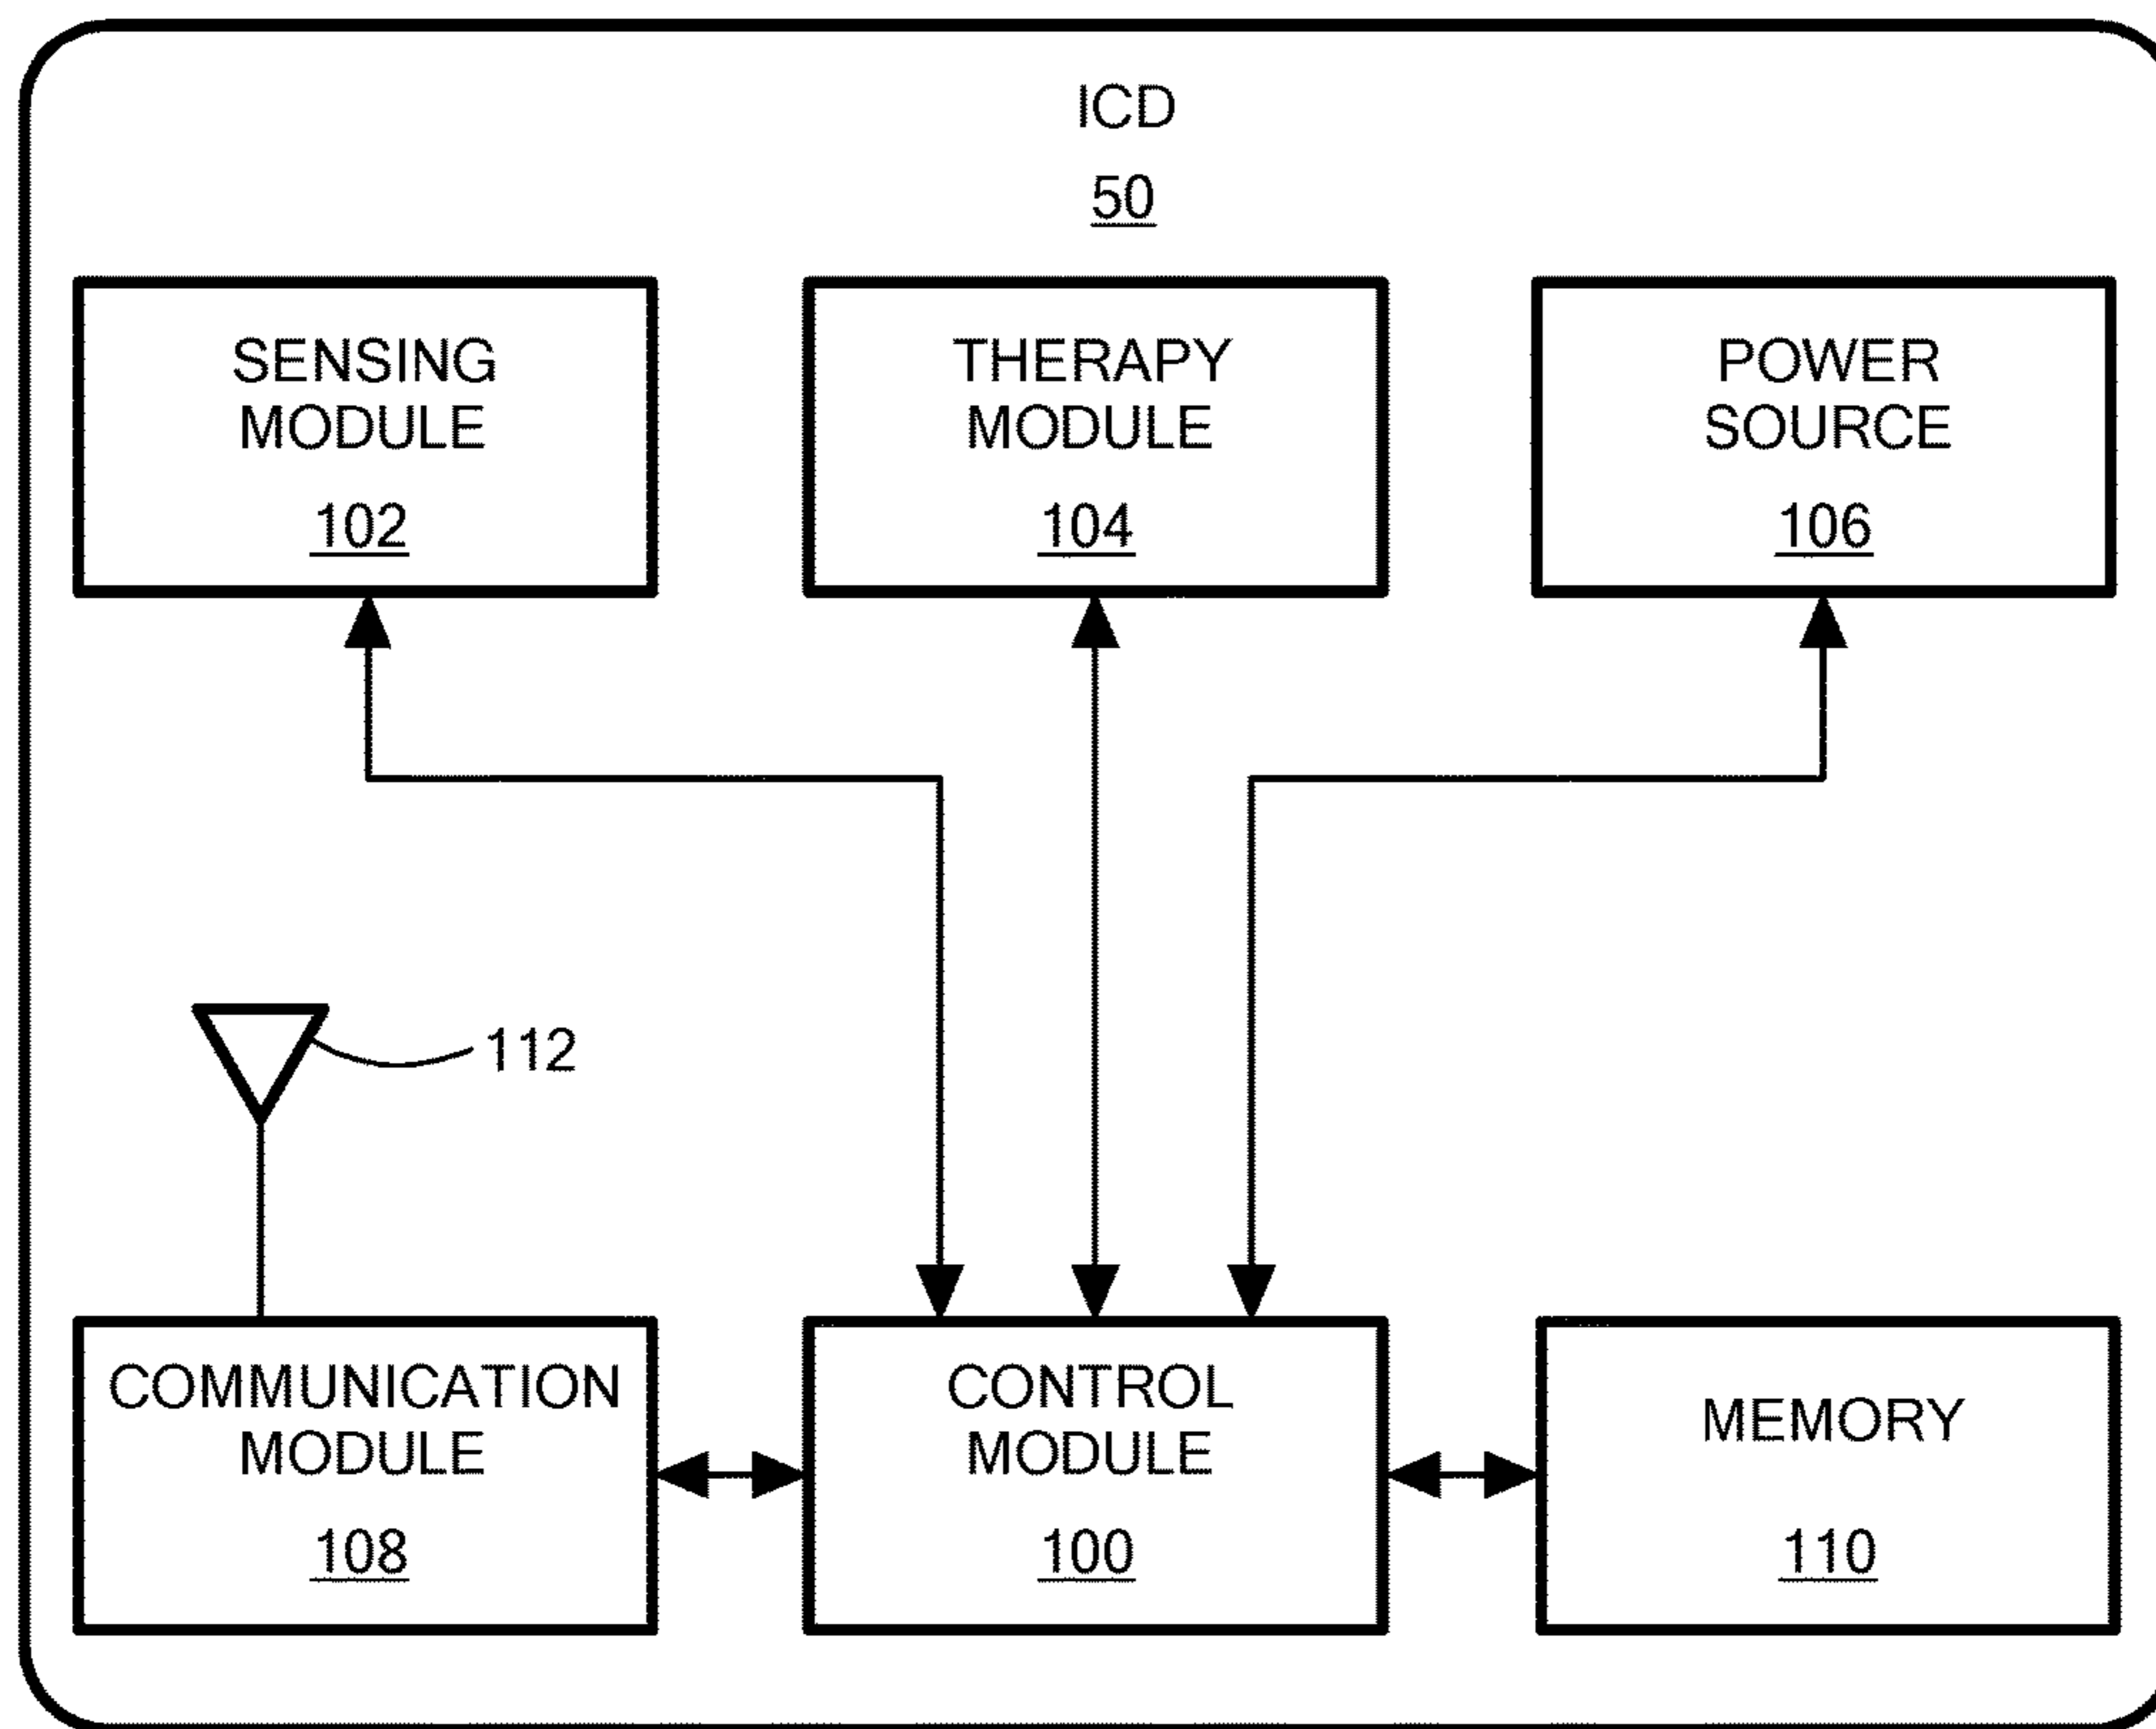 ICD
50
SENSING
MODULE
102
THERAPY
MODULE
104
POWER
SOURCE
106
112
COMMUNICATION
MODULE
108
CONTROL
MODULE
100
MEMORY
110